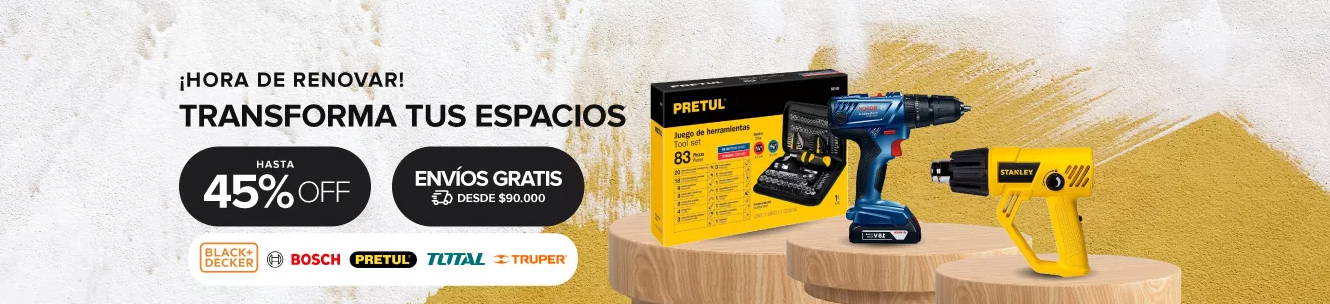 ¡HORA DE RENOVAR!
TRANSFORMA TUS ESPACIOS
HASTA
45% OFF
ENVÍOS GRATIS
DESDE $90.000
BLACK+
DECKER
BOSCH
PRETUL
TOTAL
TRUPER
PRETUL
Juego de herramientas
Tool set
83
STANLEY